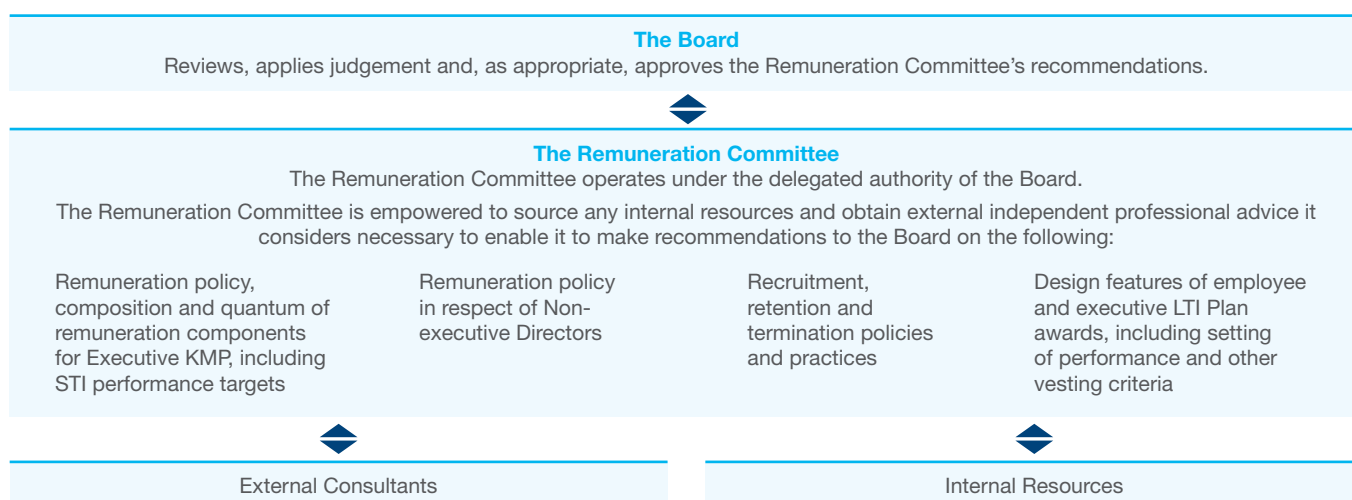 The Board
Reviews, applies judgement and, as appropriate, approves the Remuneration Committee’s recommendations.
The Remuneration Committee
The Remuneration Committee operates under the delegated authority of the Board.
The Remuneration Committee is empowered to source any internal resources and obtain external independent professional advice it
considers necessary to enable it to make recommendations to the Board on the following:
Remuneration policy,
composition and quantum of
remuneration components
for Executive KMP, including
STI performance targets
Remuneration policy
in respect of Non-
executive Directors
Recruitment,
retention and
termination policies
and practices
Design features of employee
and executive LTI Plan
awards, including setting
of performance and other
vesting criteria
External Consultants
Internal Resources